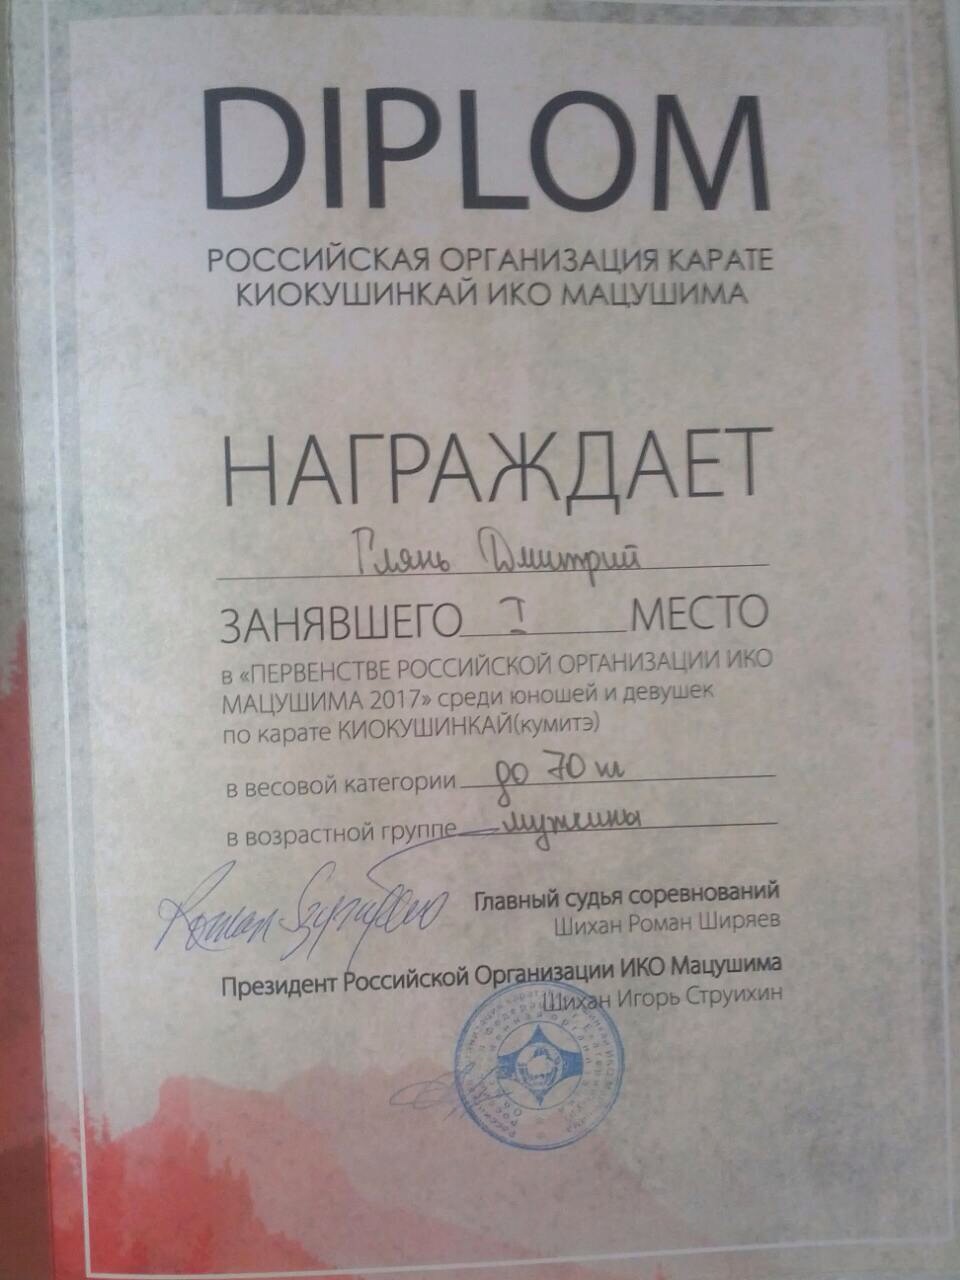 DIPLOM
РОССИЙСКАЯ ОРГАНИЗАЦИЯ КАРАТЕ
КИОКУШИНКАЙ ИКО МАЦУШИМА
НАГРАЖДАЕТ
Глянь Дмитрий
ЗАНЯВШЕГО I МЕСТО
в «ПЕРВЕНСТВЕ РОССИЙСКОЙ ОРГАНИЗАЦИИ ИКО
МАЦУШИМА 2017» среди юношей и девушек
по карате КИОКУШИНКАЙ(кумитэ)
в весовой категории до 70 кг
в возрастной группе мужчины
Главный судья соревнований
Шихан Роман Ширяев
Президент Российской Организации ИКО Мацушима
Шихан Игорь Струихин